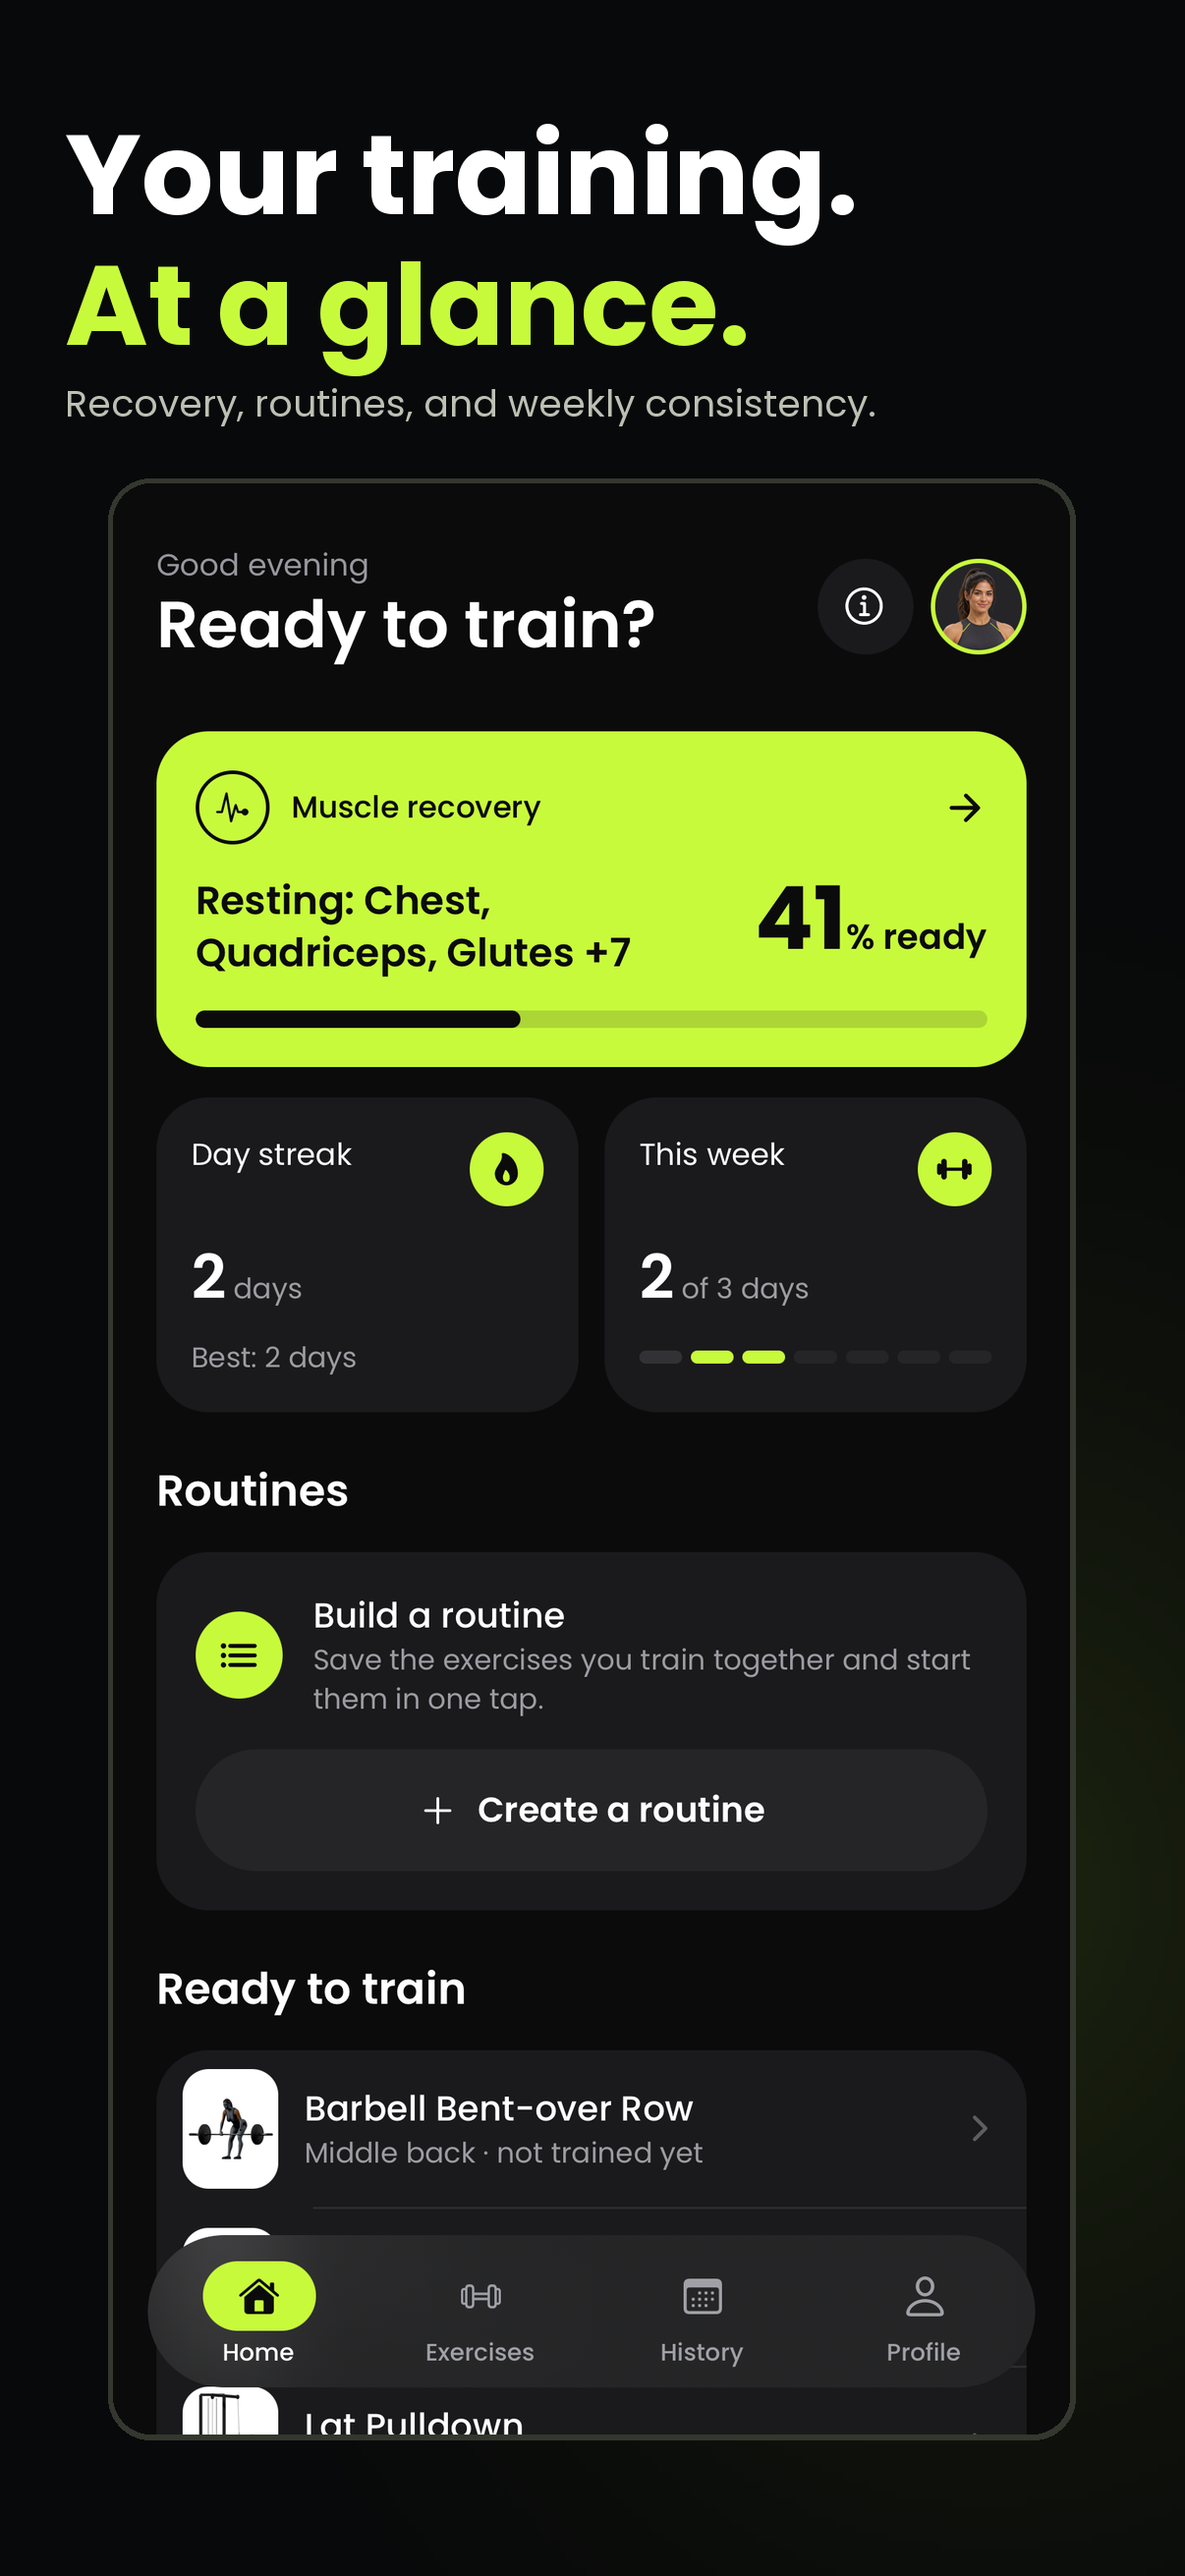 Your training.
At a glance.
Recovery, routines, and weekly consistency.
Good evening
Ready to train?
Muscle recovery
Resting: Chest,
Quadriceps, Glutes +7
41% ready
Day streak
2 days
Best: 2 days
This week
2 of 3 days
Routines
Build a routine
Save the exercises you train together and start
them in one tap.
+ Create a routine
Ready to train
Barbell Bent-over Row
Middle back · not trained yet
Home
Exercises
History
Profile
Lat Pulldown